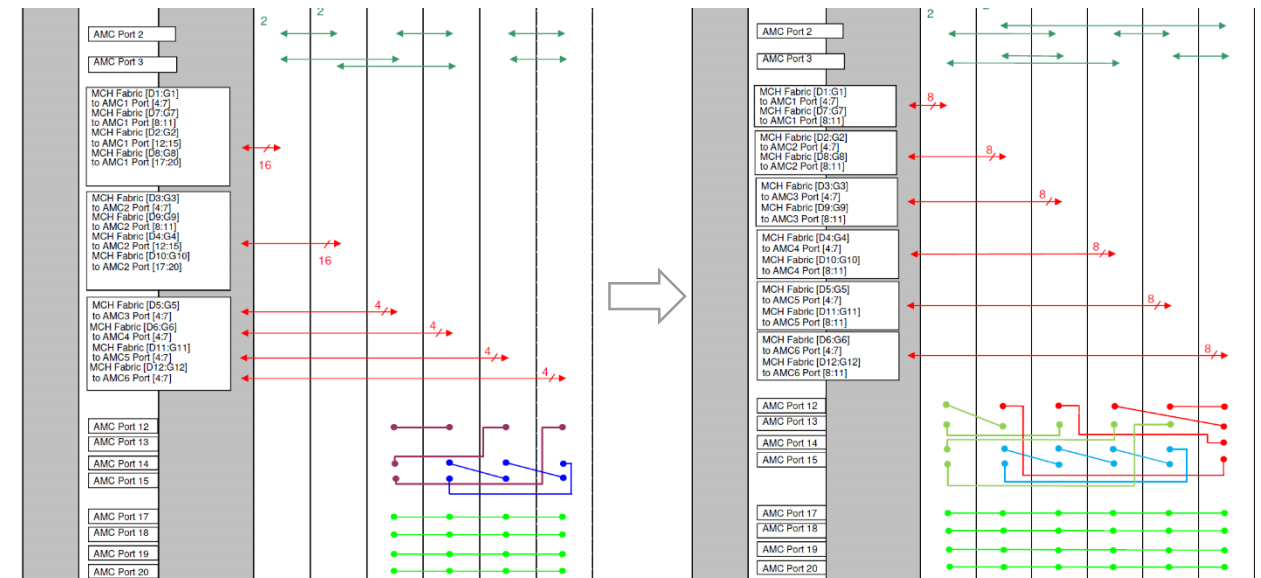 2
2
AMC Port 2
AMC Port 3
MCH Fabric [D1:G1]
to AMC1 Port [4:7]
MCH Fabric [D7:G7]
to AMC1 Port [8:11]
MCH Fabric [D2:G2]
to AMC1 Port [12:15]
MCH Fabric [D8:G8]
to AMC1 Port [17:20]
16
MCH Fabric [D3:G3]
to AMC2 Port [4:7]
MCH Fabric [D9:G9]
to AMC2 Port [8:11]
MCH Fabric [D4:G4]
to AMC2 Port [12:15]
MCH Fabric [D10:G10]
to AMC2 Port [17:20]
16
MCH Fabric [D5:G5]
to AMC3 Port [4:7]
MCH Fabric [D6:G6]
to AMC4 Port [4:7]
MCH Fabric [D11:G11]
to AMC5 Port [4:7]
MCH Fabric [D12:G12]
to AMC6 Port [4:7]
4
4
4
4
AMC Port 12
AMC Port 13
AMC Port 14
AMC Port 15
AMC Port 17
AMC Port 18
AMC Port 19
AMC Port 20
2
AMC Port 2
AMC Port 3
MCH Fabric [D1:G1]
to AMC1 Port [4:7]
MCH Fabric [D7:G7]
to AMC1 Port [8:11]
8
MCH Fabric [D2:G2]
to AMC2 Port [4:7]
MCH Fabric [D8:G8]
to AMC2 Port [8:11]
8
MCH Fabric [D3:G3]
to AMC3 Port [4:7]
MCH Fabric [D9:G9]
to AMC3 Port [8:11]
8
MCH Fabric [D4:G4]
to AMC4 Port [4:7]
MCH Fabric [D10:G10]
to AMC4 Port [8:11]
8
MCH Fabric [D5:G5]
to AMC5 Port [4:7]
MCH Fabric [D11:G11]
to AMC5 Port [8:11]
8
MCH Fabric [D6:G6]
to AMC6 Port [4:7]
MCH Fabric [D12:G12]
to AMC6 Port [8:11]
8
AMC Port 12
AMC Port 13
AMC Port 14
AMC Port 15
AMC Port 17
AMC Port 18
AMC Port 19
AMC Port 20